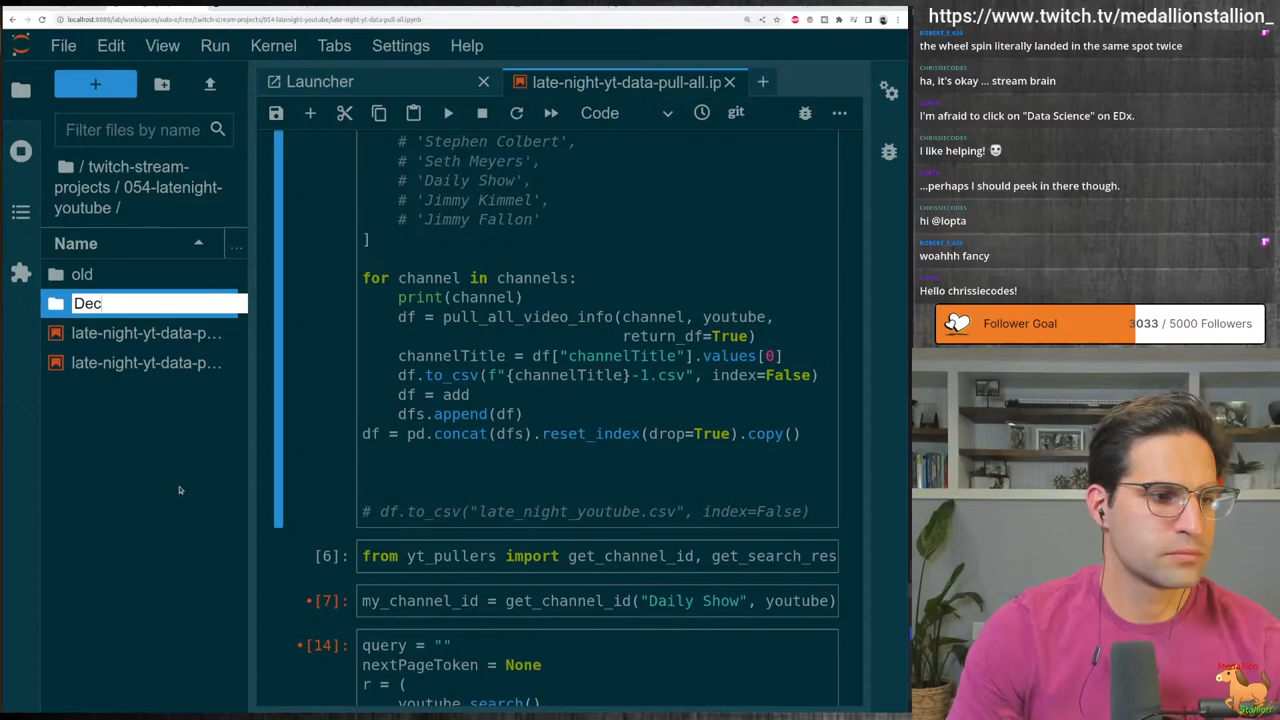 localhost:8888/lab/workspaces/auto-e/tree/twitch-stream-projects/054-latenight-youtube/late-night-yt-data-pull-all.ipynb
https://www.twitch.tv/medallionstallion_
File Edit View Run Kernel Tabs Settings Help
Launcher
late-night-yt-data-pull-all.ip
Code
git
Filter files by name
/ twitch-stream-
projects / 054-latenight-
youtube /
Name
old
Dec
late-night-yt-data-p…
late-night-yt-data-p…
# 'Stephen Colbert',
# 'Seth Meyers',
# 'Daily Show',
# 'Jimmy Kimmel',
# 'Jimmy Fallon'
]
for channel in channels:
print(channel)
df = pull_all_video_info(channel, youtube,
return_df=True)
channelTitle = df["channelTitle"].values[0]
df.to_csv(f"{channelTitle}-1.csv", index=False)
df = add
dfs.append(df)
df = pd.concat(dfs).reset_index(drop=True).copy()
# df.to_csv("late_night_youtube.csv", index=False)
[6]: from yt_pullers import get_channel_id, get_search_res
•[7]: my_channel_id = get_channel_id("Daily Show", youtube)
•[14]: query = ""
nextPageToken = None
r = (
youtube.search()
the wheel spin literally landed in the same spot twice
CHRISSIECODES
ha, it's okay ... stream brain
I'm afraid to click on "Data Science" on EDx.
CHRISSIECODES
I like helping!
...perhaps I should peek in there though.
CHRISSIECODES
hi @lopta
woahhh fancy
Hello chrissiecodes!
Follower Goal 3033 / 5000 Followers
Medallion
Stallion